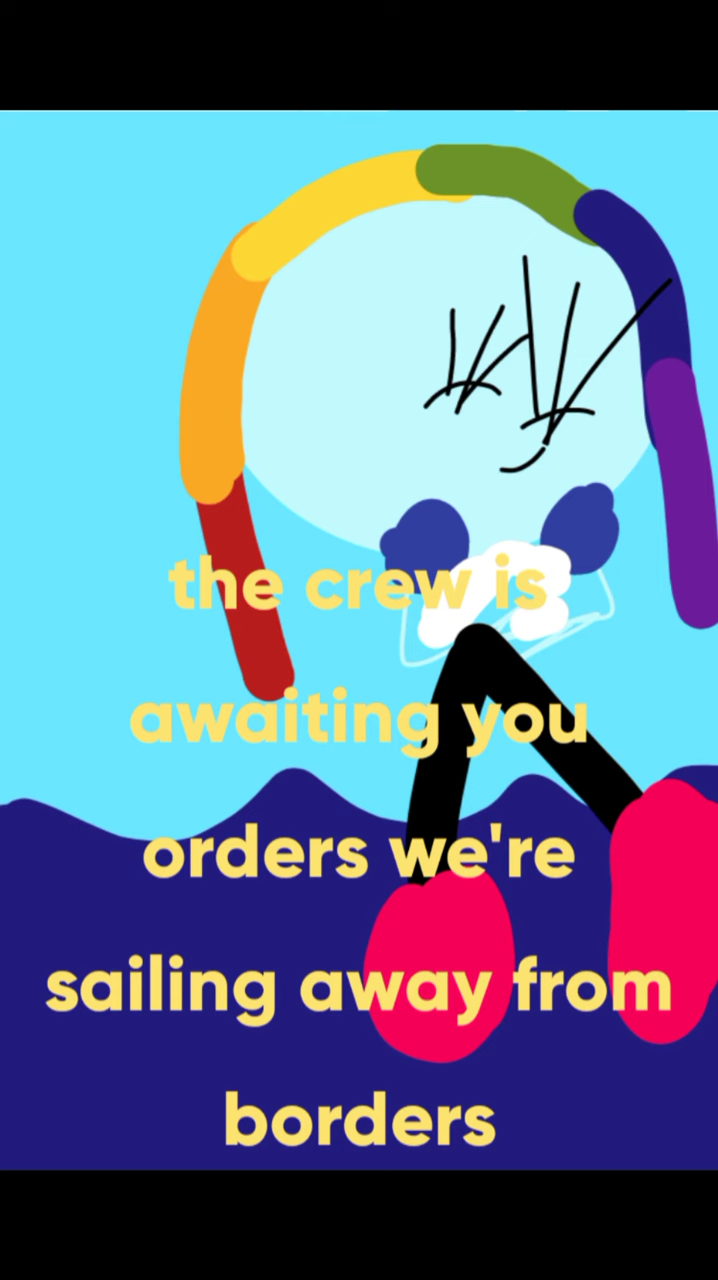 the crew is
awaiting you
orders we're
sailing away from
borders